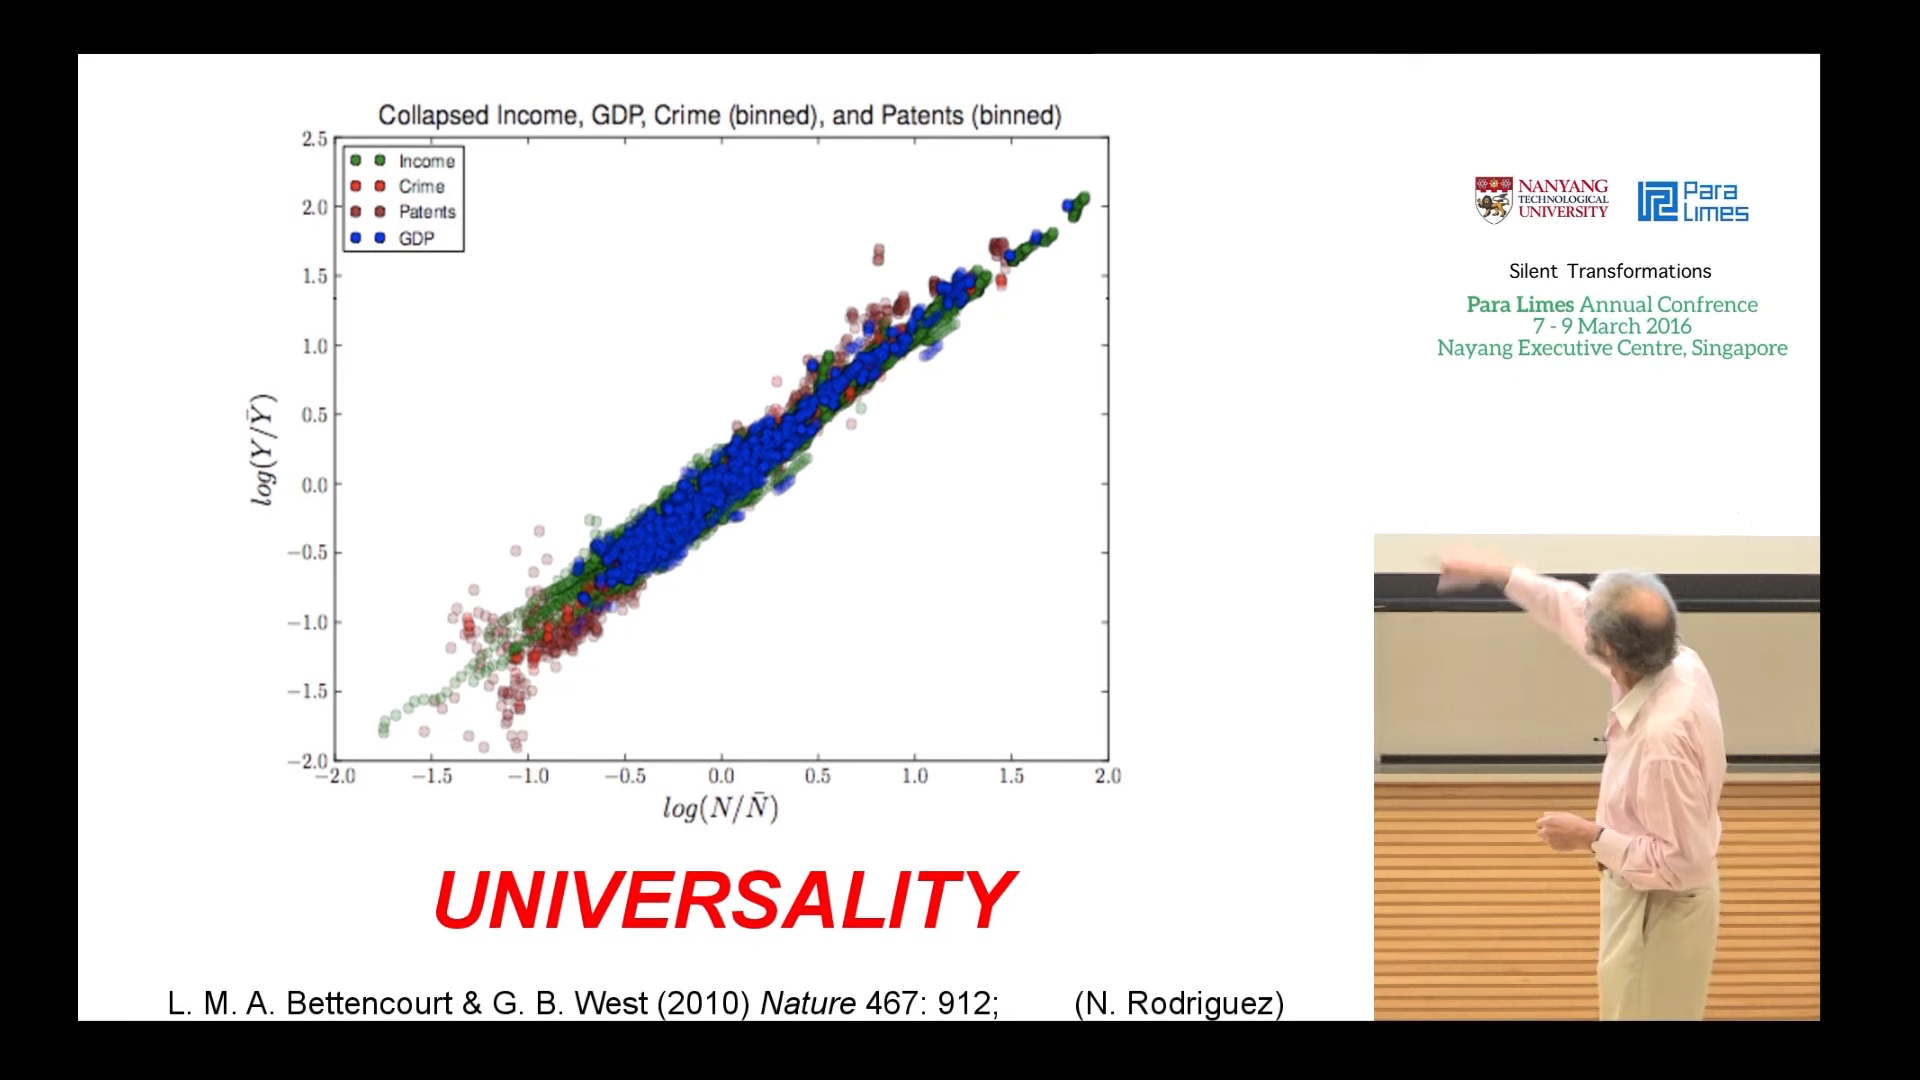 Collapsed Income, GDP, Crime (binned), and Patents (binned)
2.5
2.0
1.5
1.0
0.5
0.0
−0.5
−1.0
−1.5
−2.0
Income
Crime
Patents
GDP
log(Y/Ȳ)
−2.0 −1.5 −1.0 −0.5 0.0 0.5 1.0 1.5 2.0
log(N/N̄)
UNIVERSALITY
L. M. A. Bettencourt & G. B. West (2010) Nature 467: 912; (N. Rodriguez)
NANYANG
TECHNOLOGICAL
UNIVERSITY
Para
Limes
Silent Transformations
Para Limes Annual Confrence
7 - 9 March 2016
Nayang Executive Centre, Singapore